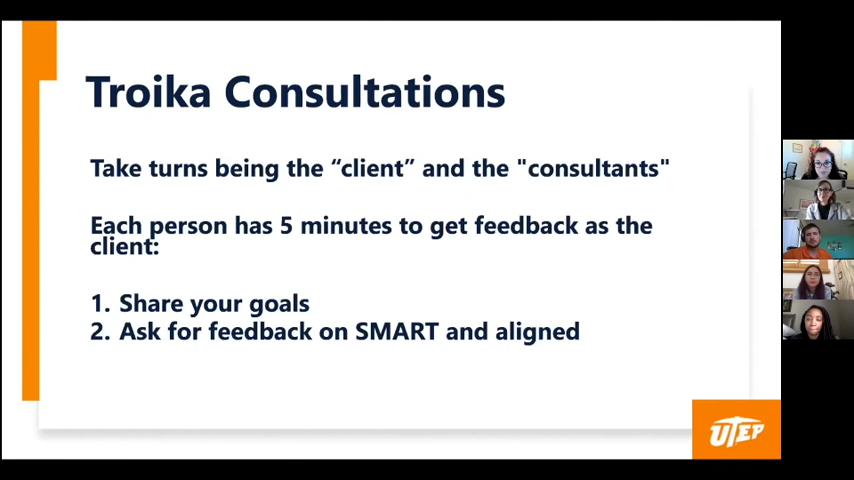 Troika Consultations
Take turns being the “client” and the "consultants"
Each person has 5 minutes to get feedback as the
client:
1. Share your goals
2. Ask for feedback on SMART and aligned
UTEP